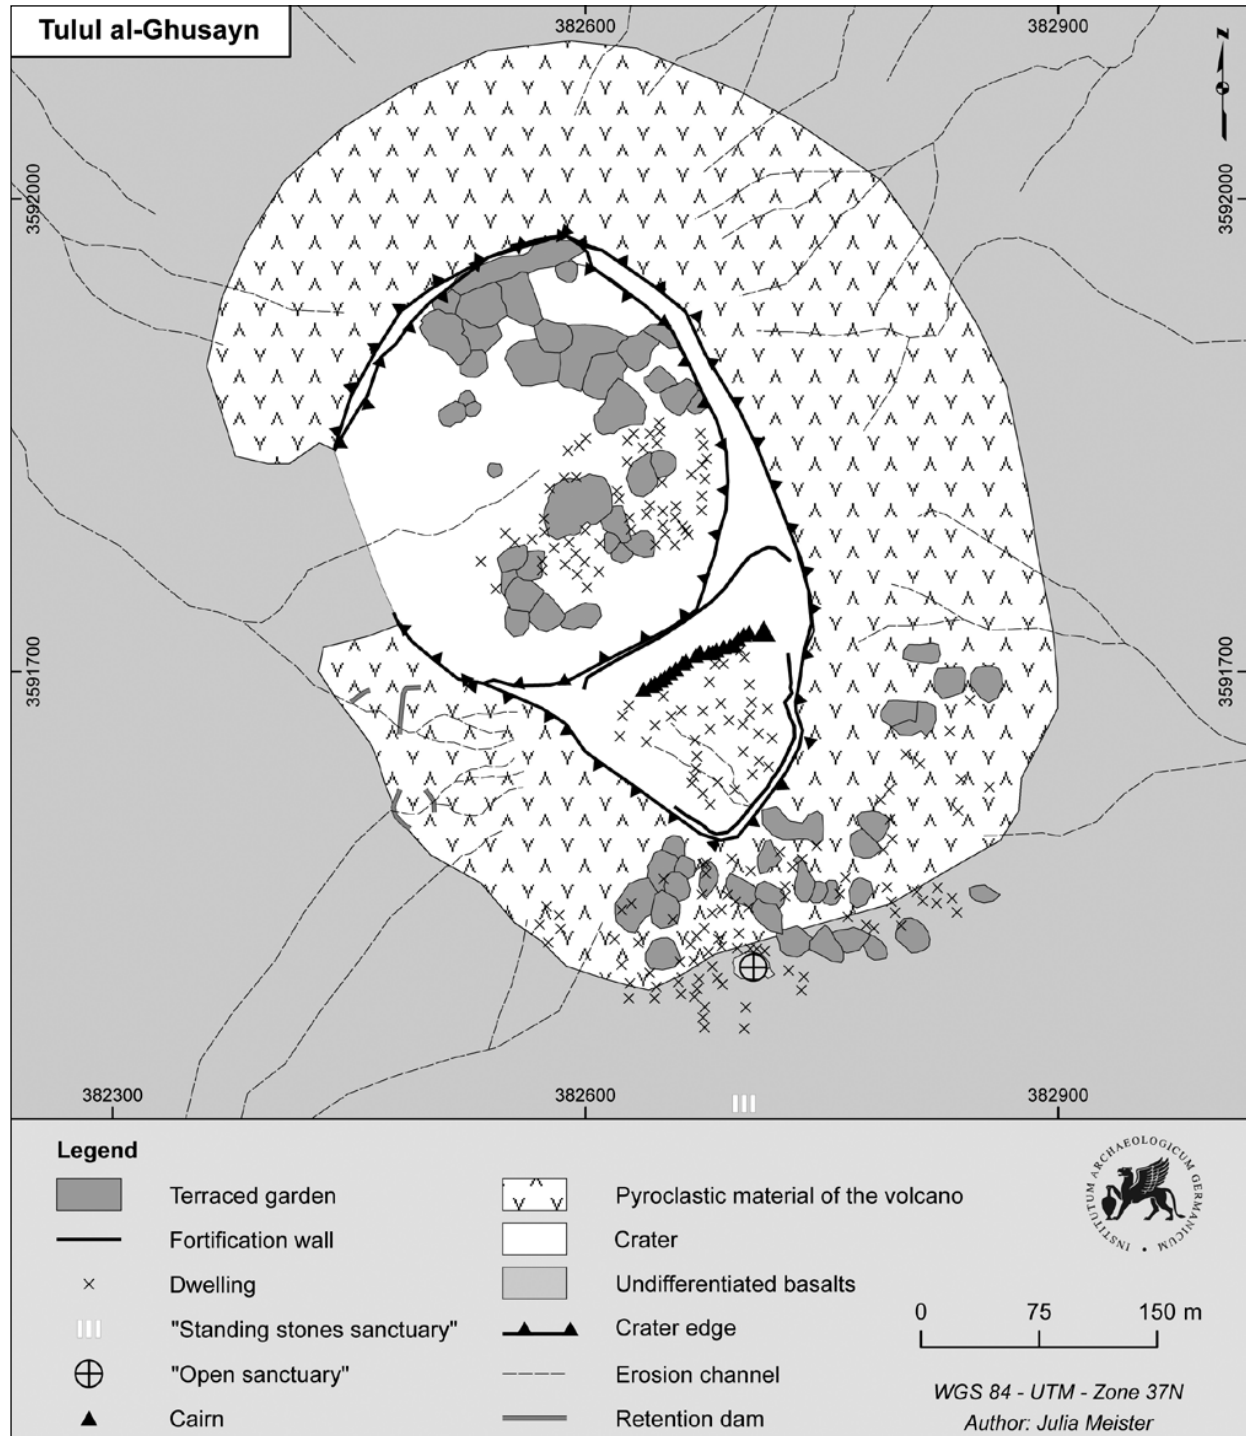 Tulul al-Ghusayn
382600
382900
N
3592000
3592000
3591700
3591700
382300
382600
382900
Legend
Terraced garden
Fortification wall
Dwelling
"Standing stones sanctuary"
"Open sanctuary"
Cairn
Pyroclastic material of the volcano
Crater
Undifferentiated basalts
Crater edge
Erosion channel
Retention dam
INSTITUTUM ARCHAEOLOGICUM GERMANICUM
0 75 150 m
WGS 84 - UTM - Zone 37N
Author: Julia Meister